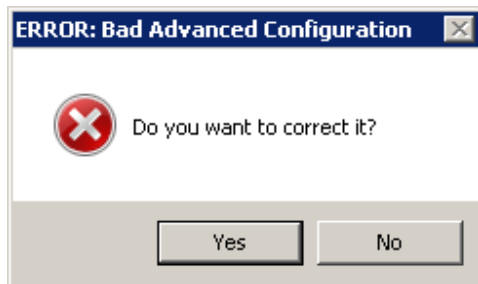 ERROR: Bad Advanced Configuration
Do you want to correct it?
Yes
No